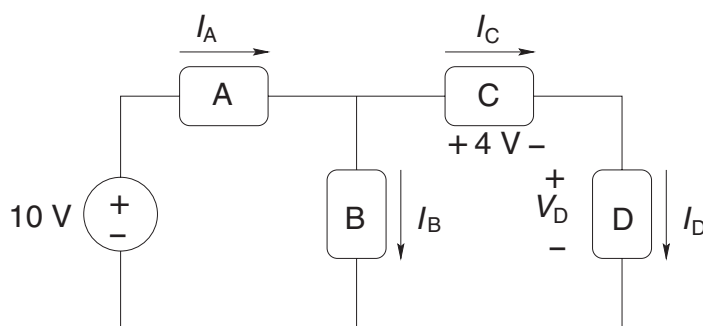 I_A I_C
A C
+ 4 V –
10 V + – B I_B + V_D – D I_D